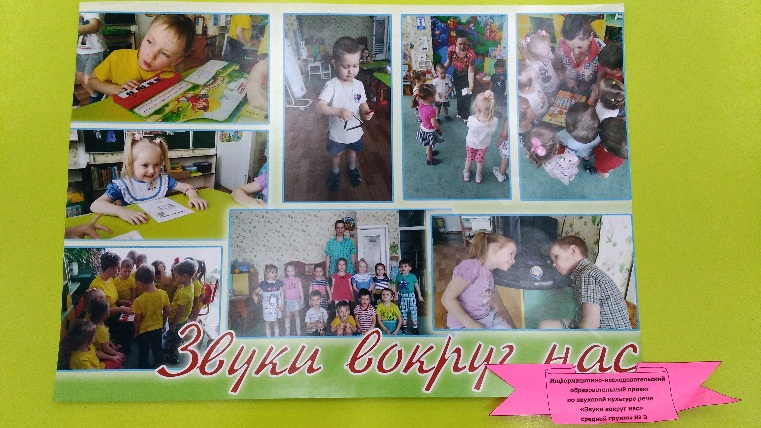 Звуки вокруг нас
Информационно-исследовательский
образовательный проект
по звуковой культуре речи
«Звуки вокруг нас»
средней группы № 3